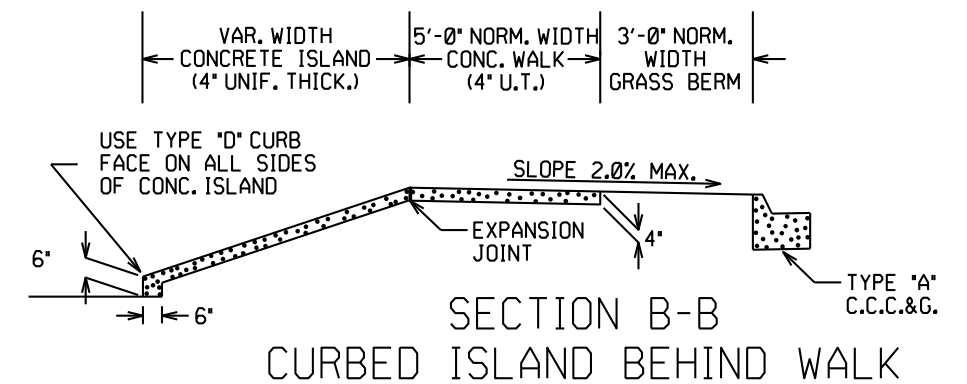 VAR. WIDTH
CONCRETE ISLAND
(4" UNIF. THICK.)
5'-0" NORM. WIDTH
CONC. WALK
(4" U.T.)
3'-0" NORM.
WIDTH
GRASS BERM
USE TYPE "D" CURB
FACE ON ALL SIDES
OF CONC. ISLAND
SLOPE 2.0% MAX.
EXPANSION
JOINT
4"
6"
6"
TYPE "A"
C.C.C.&G.
SECTION B-B
CURBED ISLAND BEHIND WALK